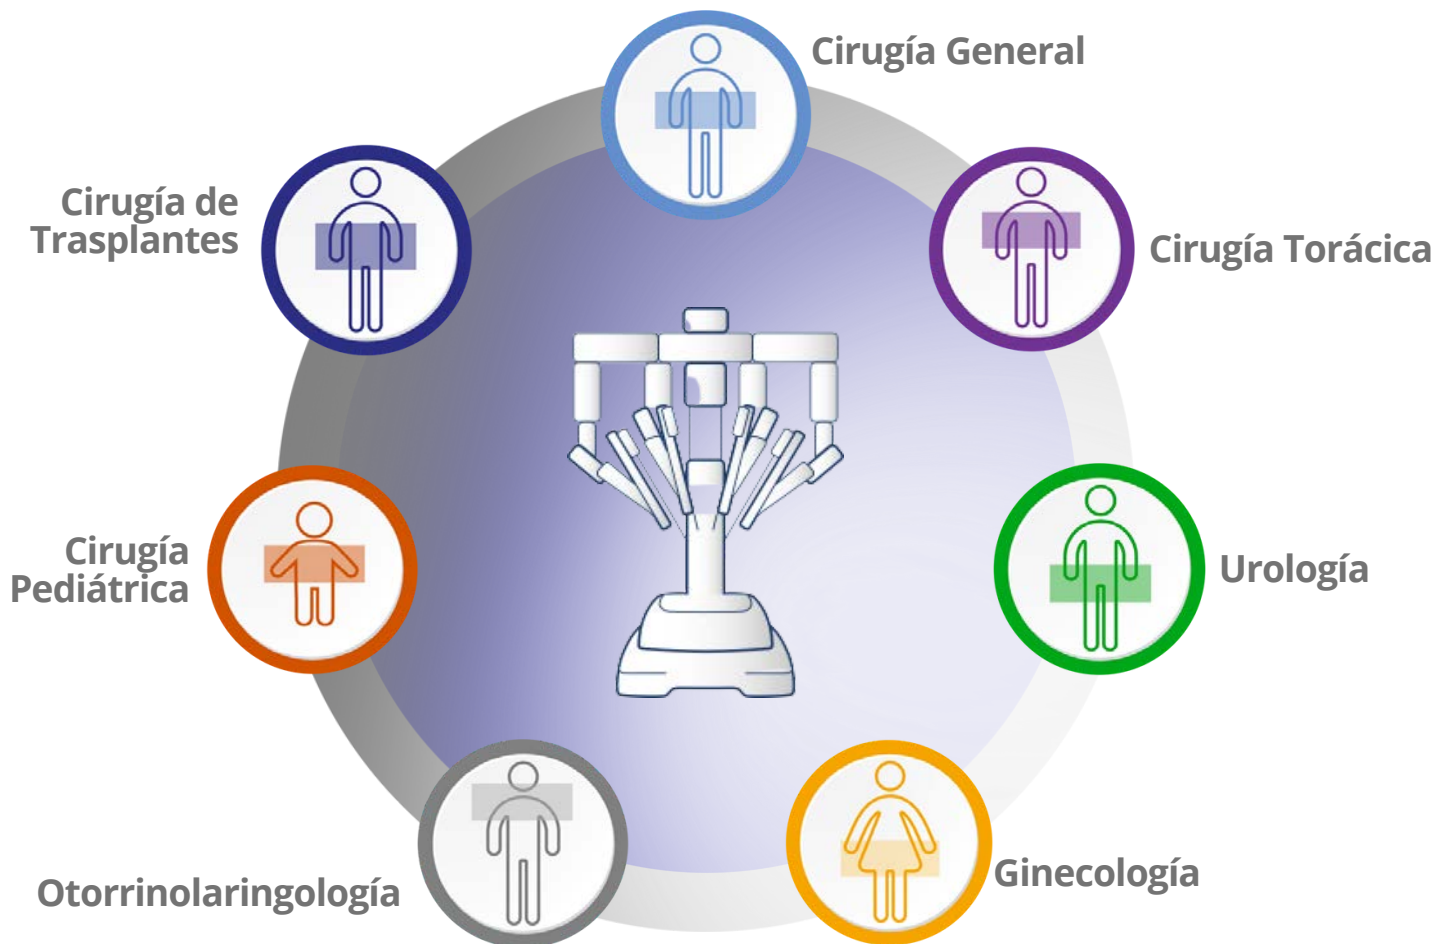 Cirugía General
Cirugía de
Trasplantes
Cirugía Torácica
Cirugía
Pediátrica
Urología
Otorrinolaringología
Ginecología